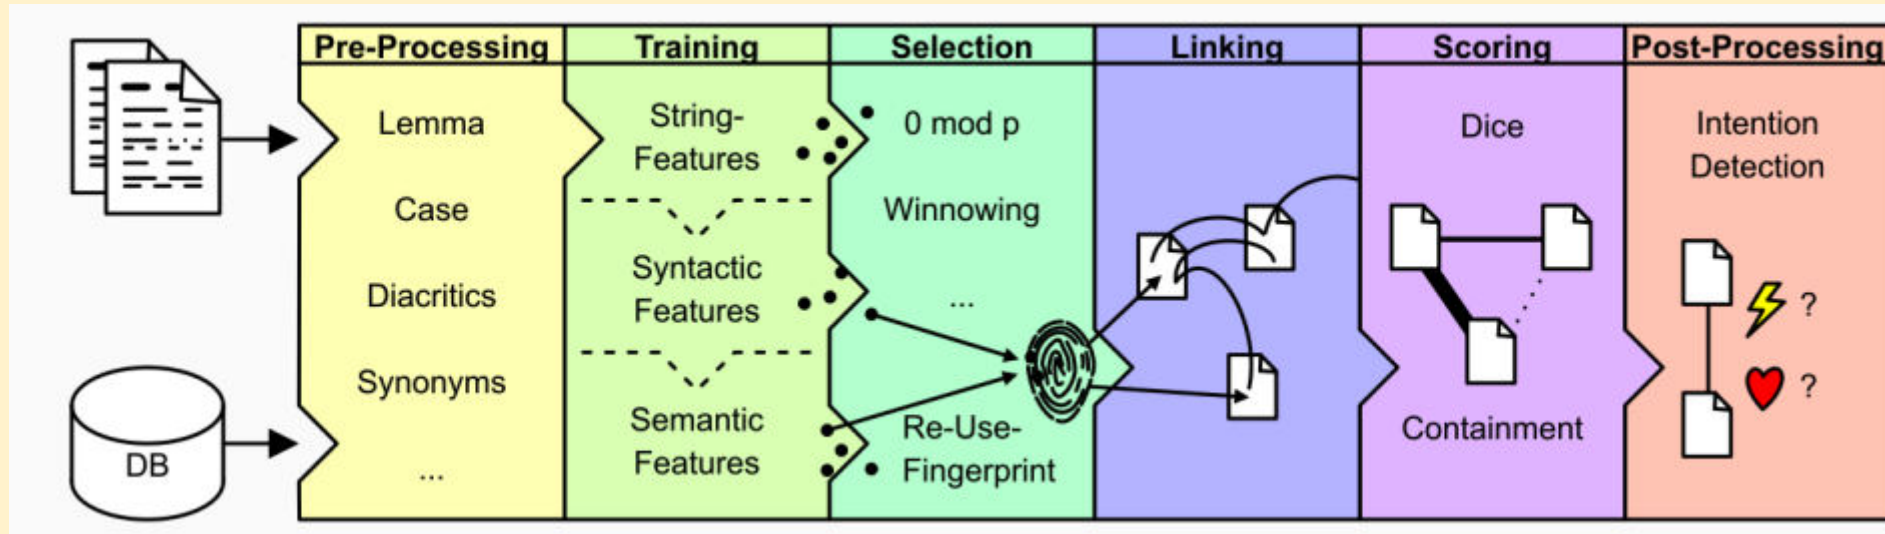 Pre-Processing
Training
Selection
Linking
Scoring
Post-Processing
Lemma
Case
Diacritics
Synonyms
...
String-
Features
Syntactic
Features
Semantic
Features
0 mod p
Winnowing
...
Re-Use-
Fingerprint
Dice
Containment
Intention
Detection
?
?
DB